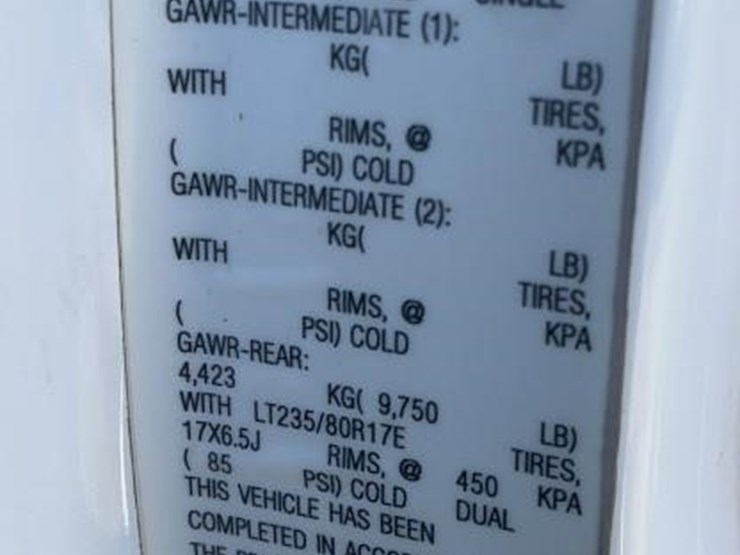 SINGLE
GAWR-INTERMEDIATE (1):
KG( LB)
WITH TIRES,
RIMS, @ KPA
( PSI) COLD
GAWR-INTERMEDIATE (2):
KG( LB)
WITH TIRES,
RIMS, @ KPA
( PSI) COLD
GAWR-REAR:
4,423 KG( 9,750 LB)
WITH LT235/80R17E TIRES,
17X6.5J RIMS, @ 450 KPA
( 85 PSI) COLD DUAL
THIS VEHICLE HAS BEEN
COMPLETED IN
THE